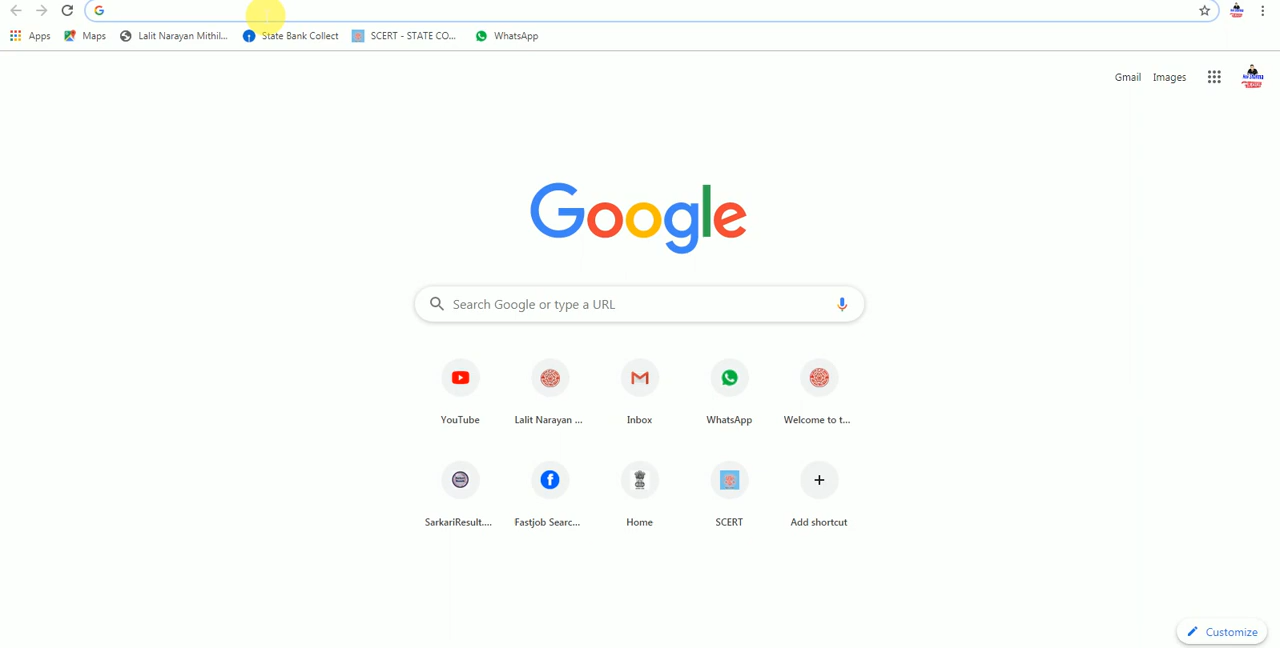 Apps Maps Lalit Narayan Mithil... State Bank Collect SCERT - STATE CO... WhatsApp
Gmail Images
Google
Search Google or type a URL
YouTube Lalit Narayan ... Inbox WhatsApp Welcome to t...
SarkariResult.... Fastjob Searc... Home SCERT Add shortcut
Customize